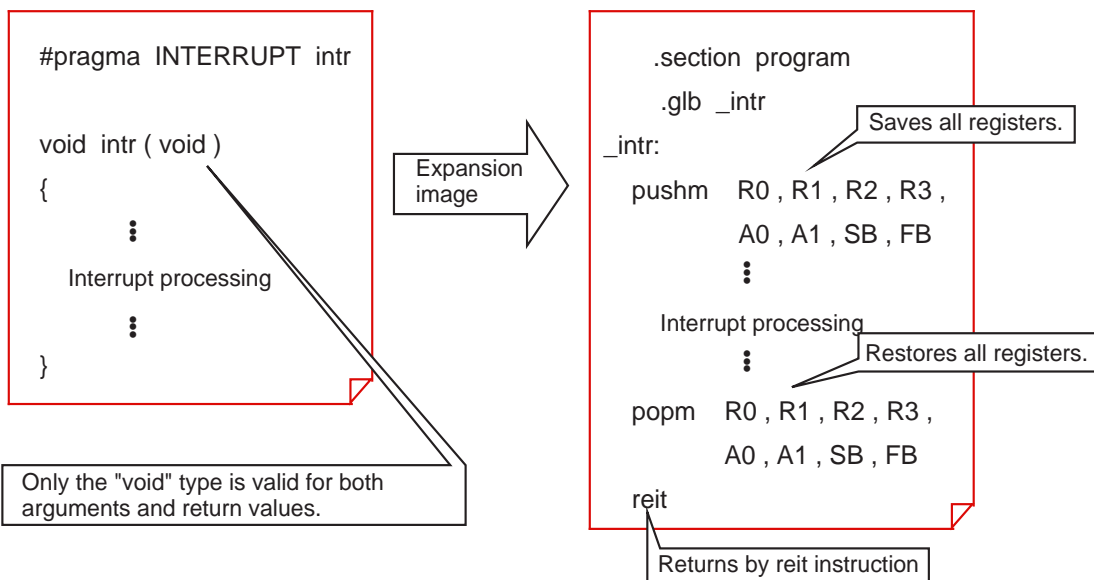 #pragma INTERRUPT intr
void intr ( void )
{
Interrupt processing
}
Only the "void" type is valid for both
arguments and return values.
Expansion
image
.section program
.glb _intr
Saves all registers.
_intr:
pushm R0 , R1 , R2 , R3 ,
A0 , A1 , SB , FB
Interrupt processing
Restores all registers.
popm R0 , R1 , R2 , R3 ,
A0 , A1 , SB , FB
reit
Returns by reit instruction